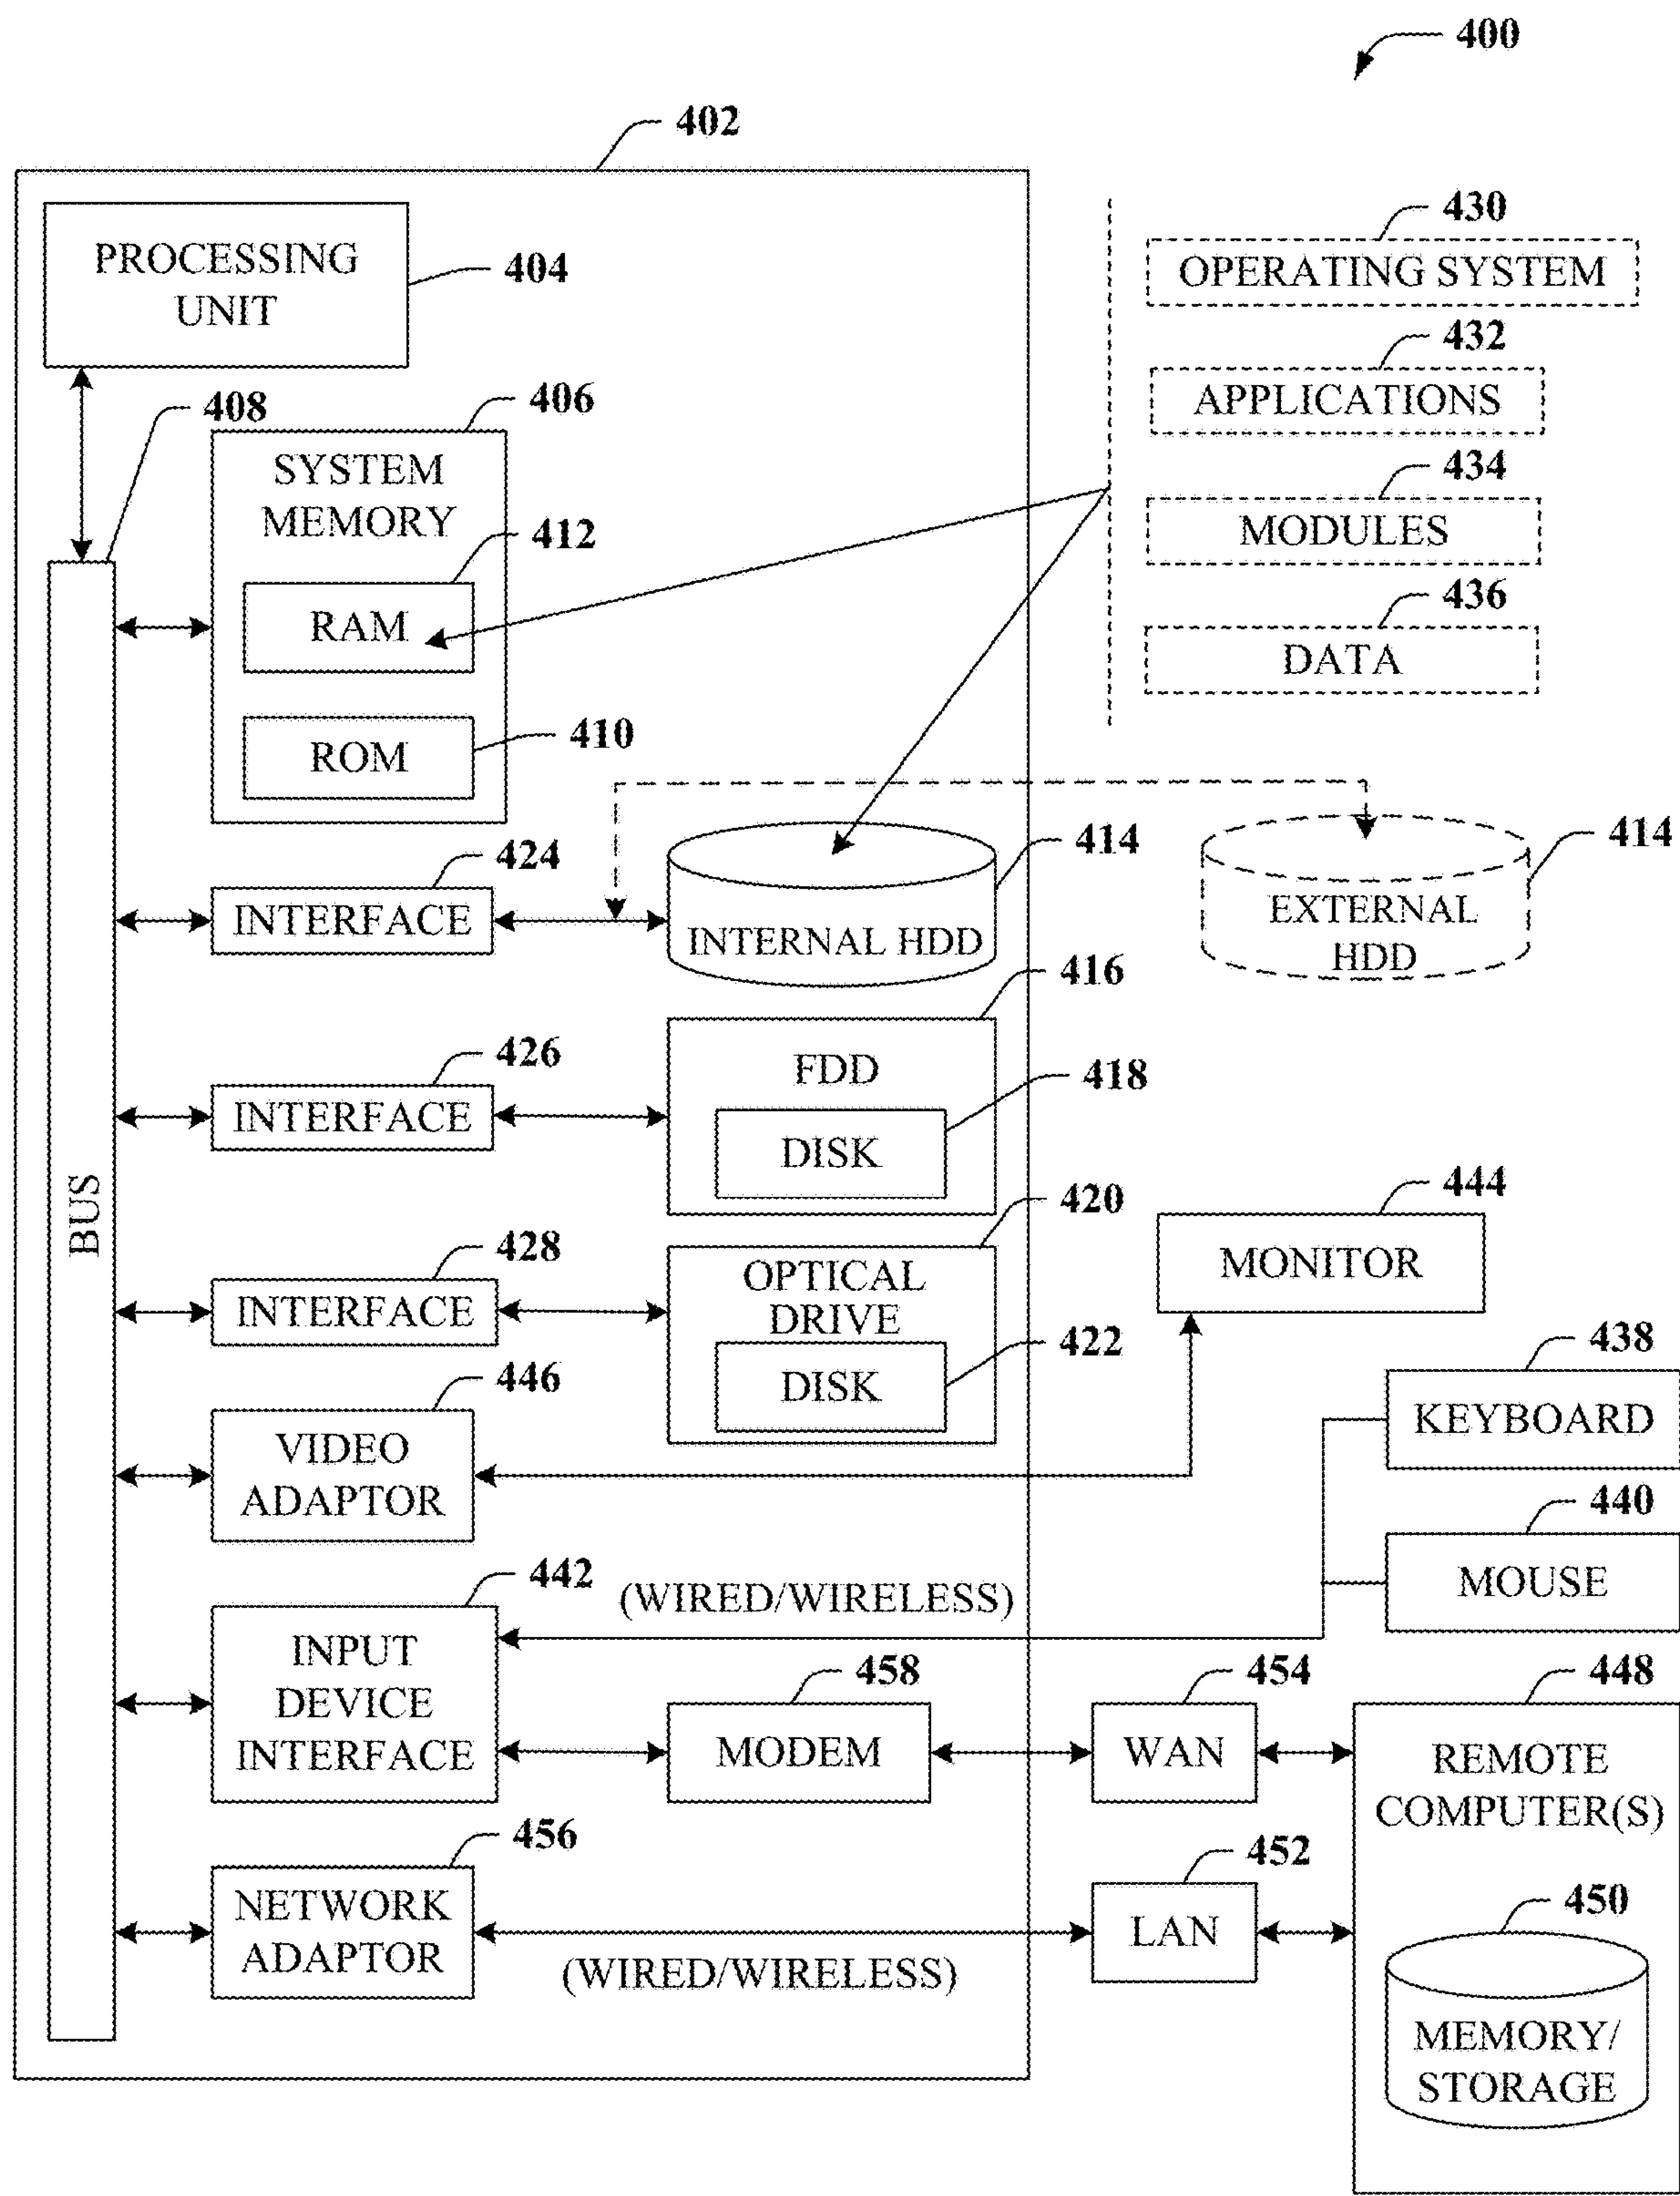 400
402
PROCESSING
UNIT
404
430
OPERATING SYSTEM
432
APPLICATIONS
434
MODULES
436
DATA
408
406
SYSTEM
MEMORY
412
RAM
410
ROM
BUS
424
INTERFACE
414
INTERNAL HDD
414
EXTERNAL
HDD
426
INTERFACE
416
FDD
418
DISK
428
INTERFACE
420
OPTICAL
DRIVE
422
DISK
444
MONITOR
446
VIDEO
ADAPTOR
438
KEYBOARD
440
MOUSE
442
INPUT
DEVICE
INTERFACE
(WIRED/WIRELESS)
458
MODEM
454
WAN
448
REMOTE
COMPUTER(S)
456
NETWORK
ADAPTOR
(WIRED/WIRELESS)
452
LAN
450
MEMORY/
STORAGE